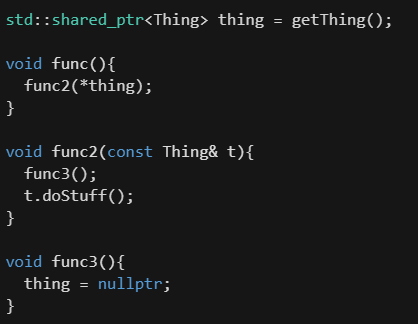 std::shared_ptr<Thing> thing = getThing();
void func(){
func2(*thing);
}
void func2(const Thing& t){
func3();
t.doStuff();
}
void func3(){
thing = nullptr;
}